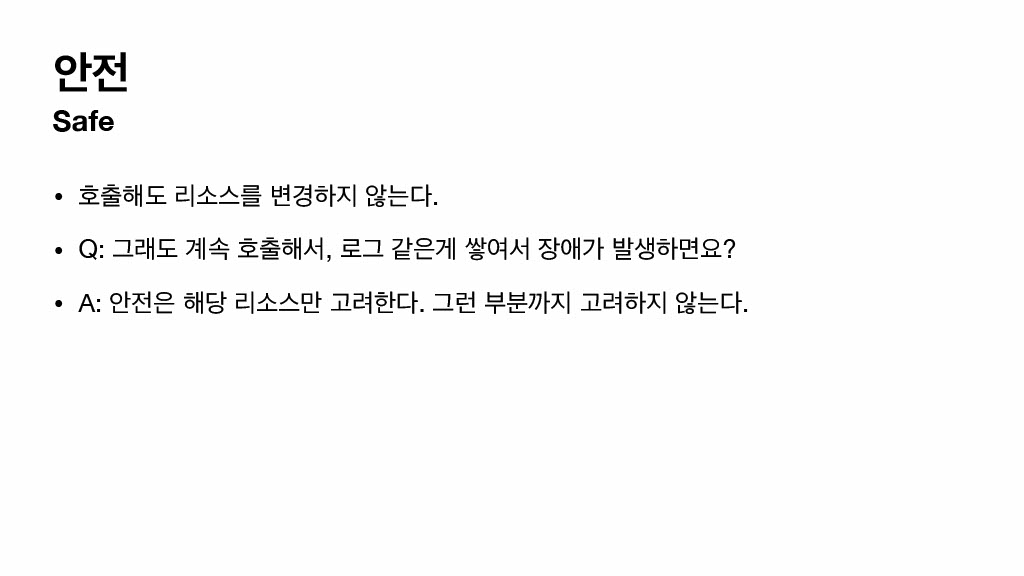 안전
Safe
• 호출해도 리소스를 변경하지 않는다.
• Q: 그래도 계속 호출해서, 로그 같은게 쌓여서 장애가 발생하면요?
• A: 안전은 해당 리소스만 고려한다. 그런 부분까지 고려하지 않는다.